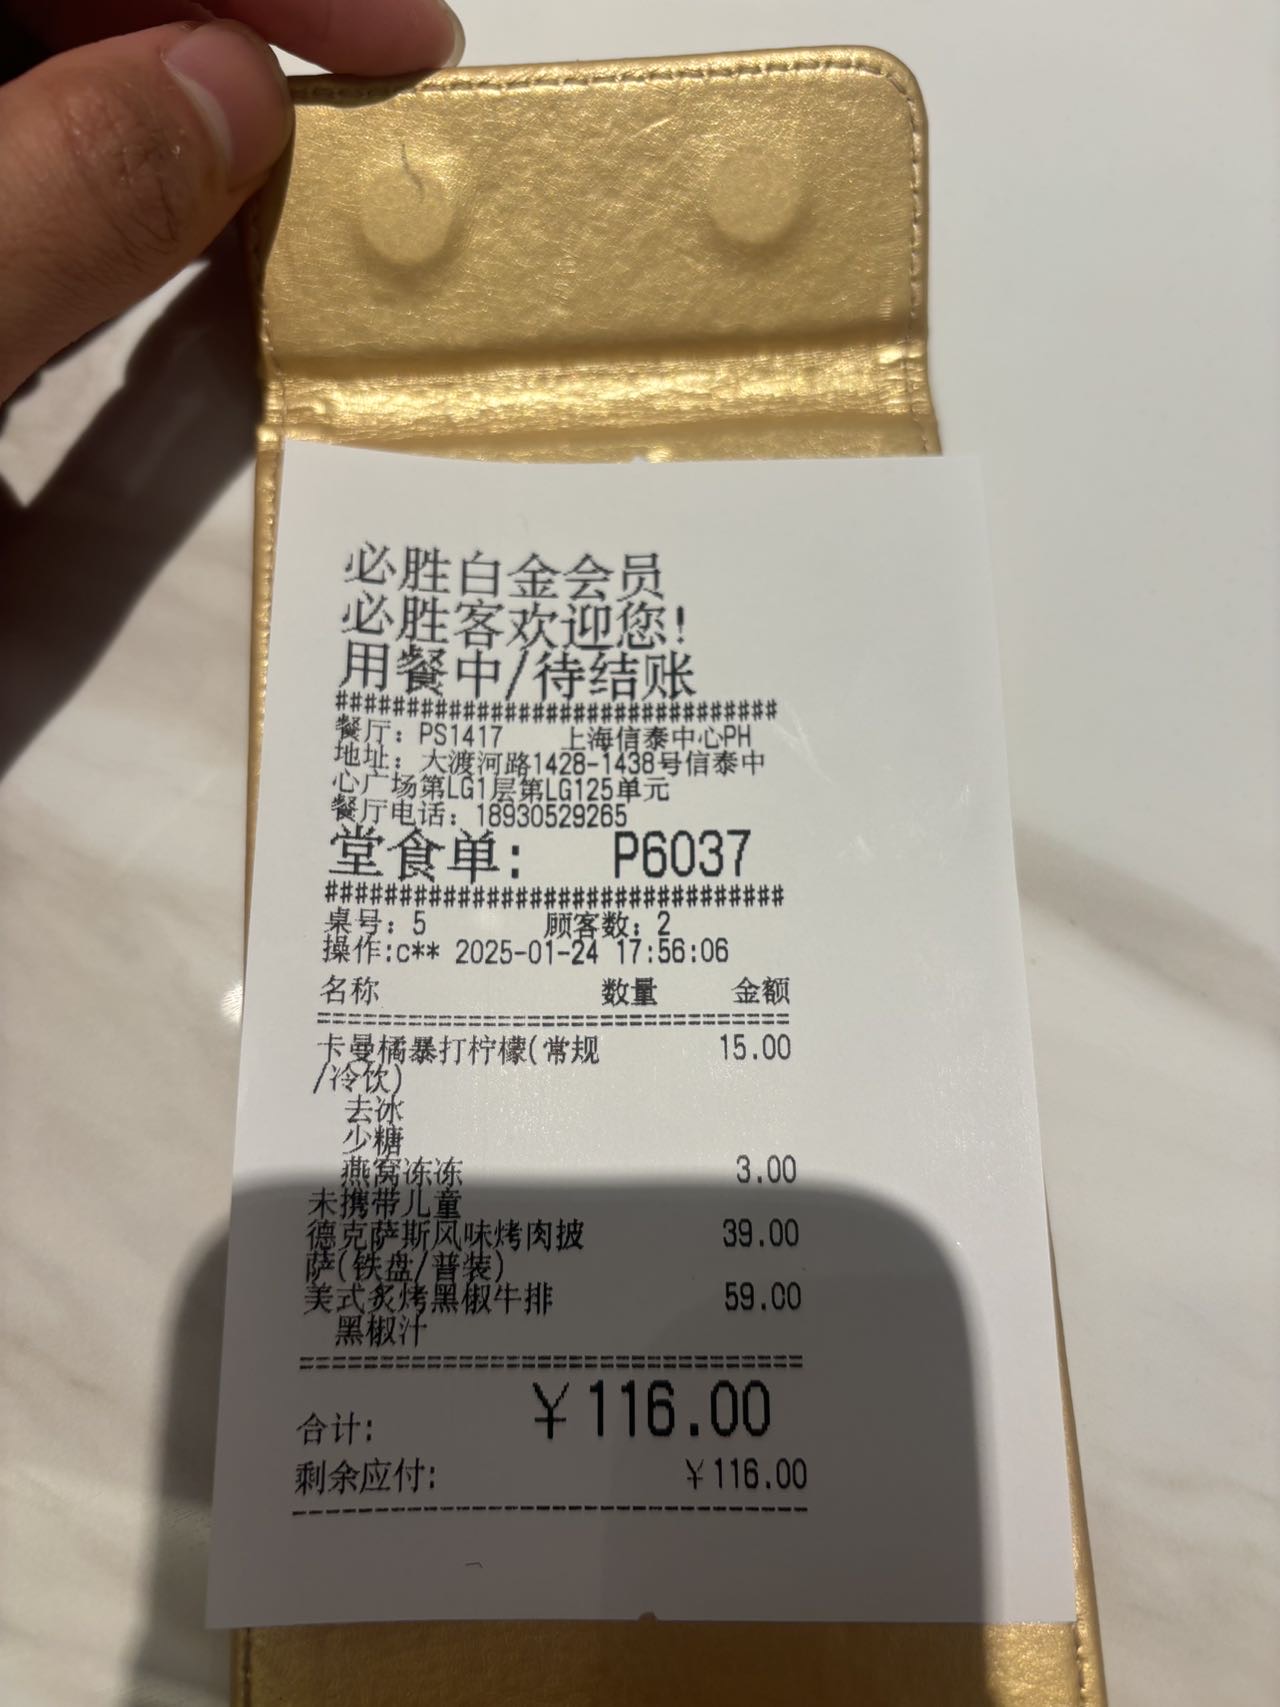 必胜白金会员
必胜客欢迎您!
用餐中/待结账
################################
餐厅: PS1417 上海信泰中心PH
地址: 大渡河路1428-1438号信泰中
心广场第LG1层第LG125单元
餐厅电话: 18930529265
堂食单: P6037
################################
桌号: 5 顾客数: 2
操作:c** 2025-01-24 17:56:06
名称 数量 金额
================================
卡曼橘暴打柠檬(常规 15.00
/冷饮)
去冰
少糖
燕窝冻冻 3.00
未携带儿童
德克萨斯风味烤肉披 39.00
萨(铁盘/普装)
美式炙烤黑椒牛排 59.00
黑椒汁
================================
合计: ￥116.00
剩余应付: ￥116.00
--------------------------------